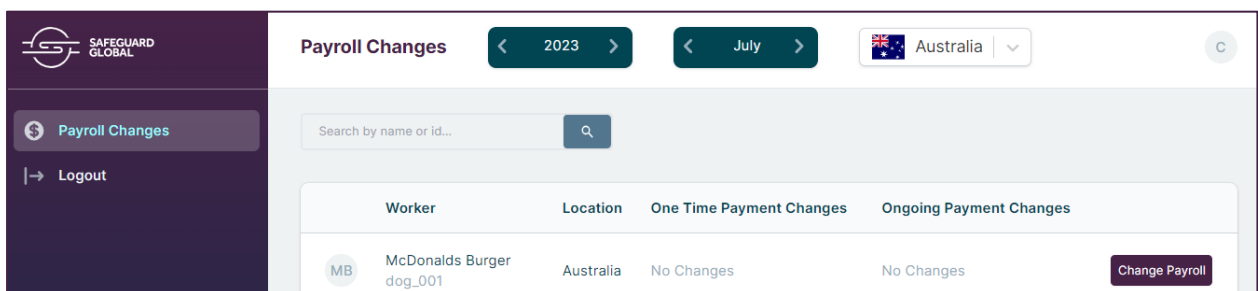 SAFEGUARD
GLOBAL
Payroll Changes
2023
July
Australia
C
Payroll Changes
Logout
Search by name or id...
Worker Location One Time Payment Changes Ongoing Payment Changes
MB McDonalds Burger Australia No Changes No Changes Change Payroll
dog_001